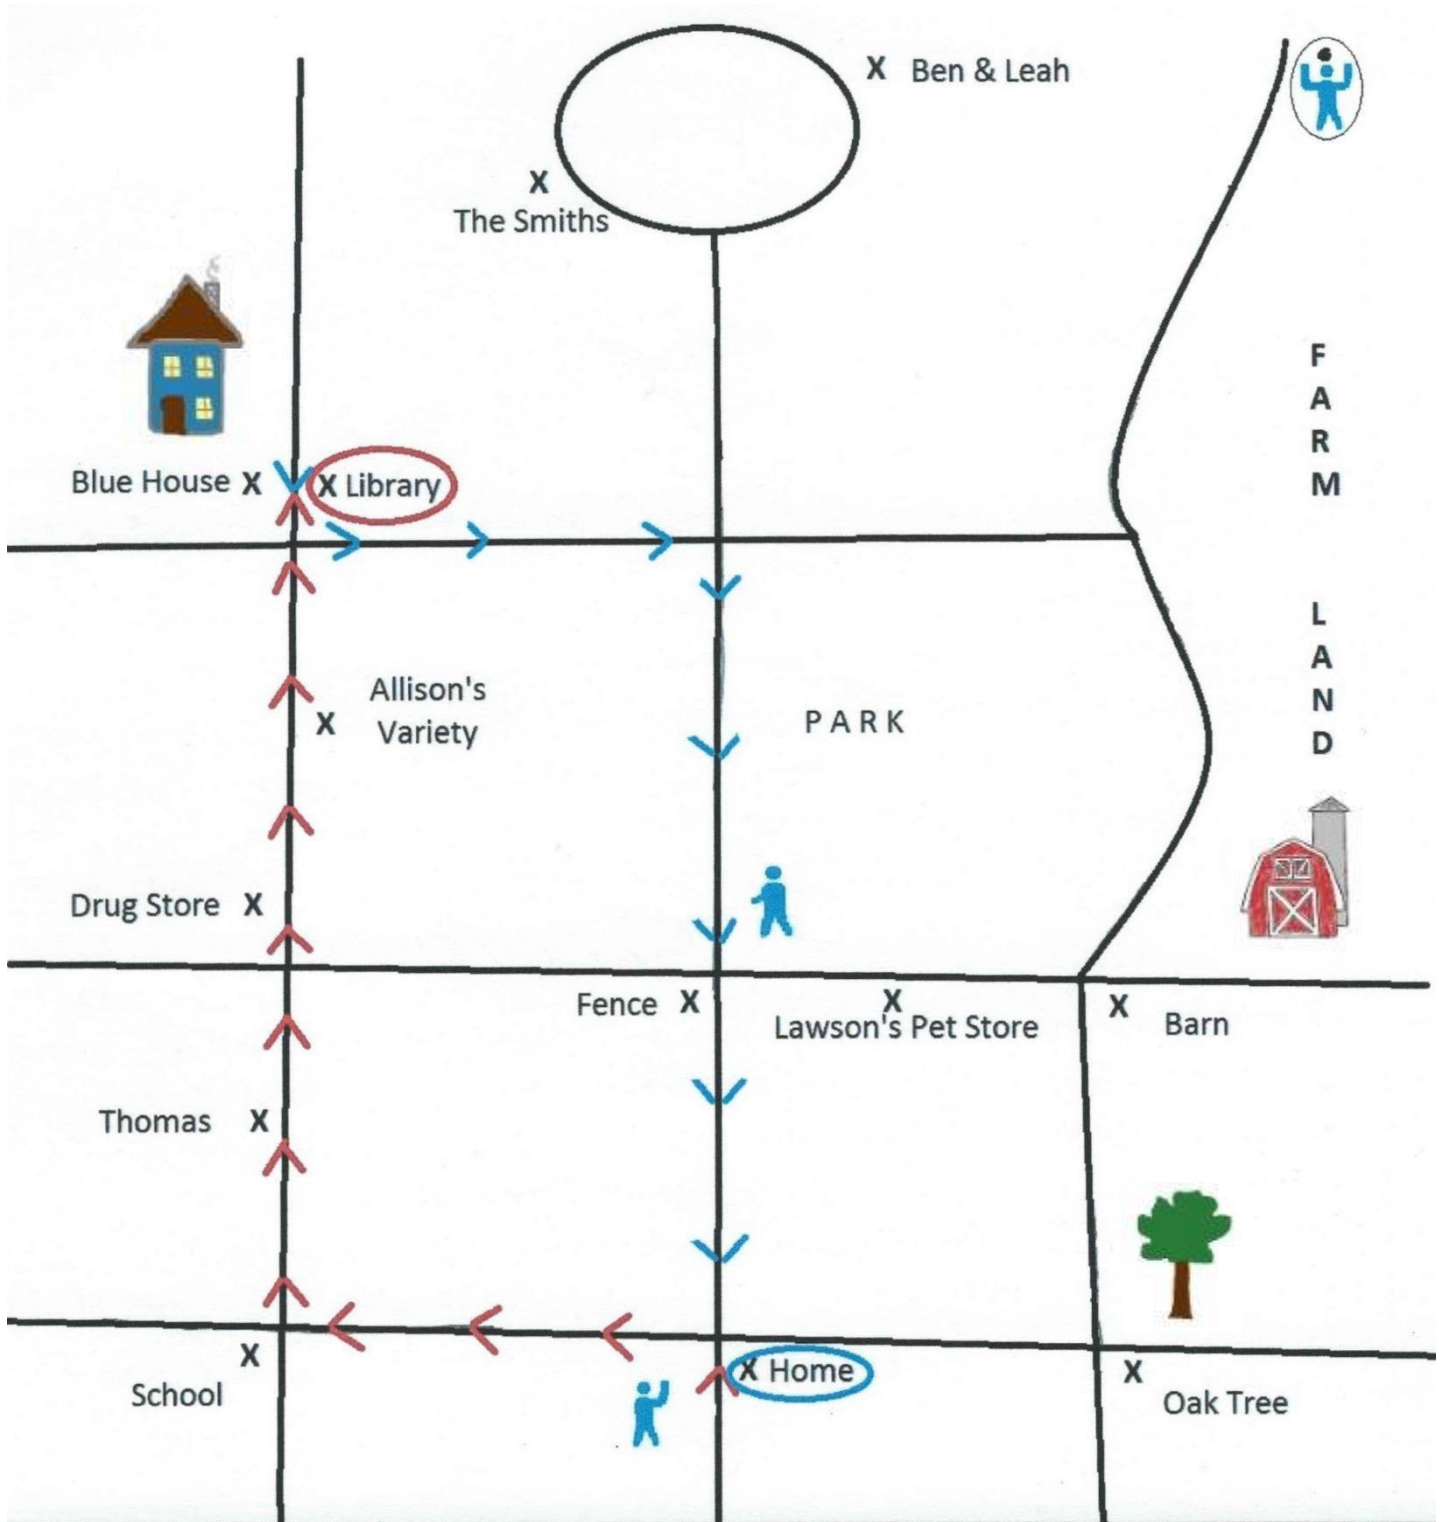 X Ben & Leah
X
The Smiths
Blue House X
X Library
F
A
R
M
Allison's
X Variety
PARK
L
A
N
D
Drug Store X
Fence X
X
Lawson's Pet Store
X Barn
Thomas X
X
School
X Home
X
Oak Tree